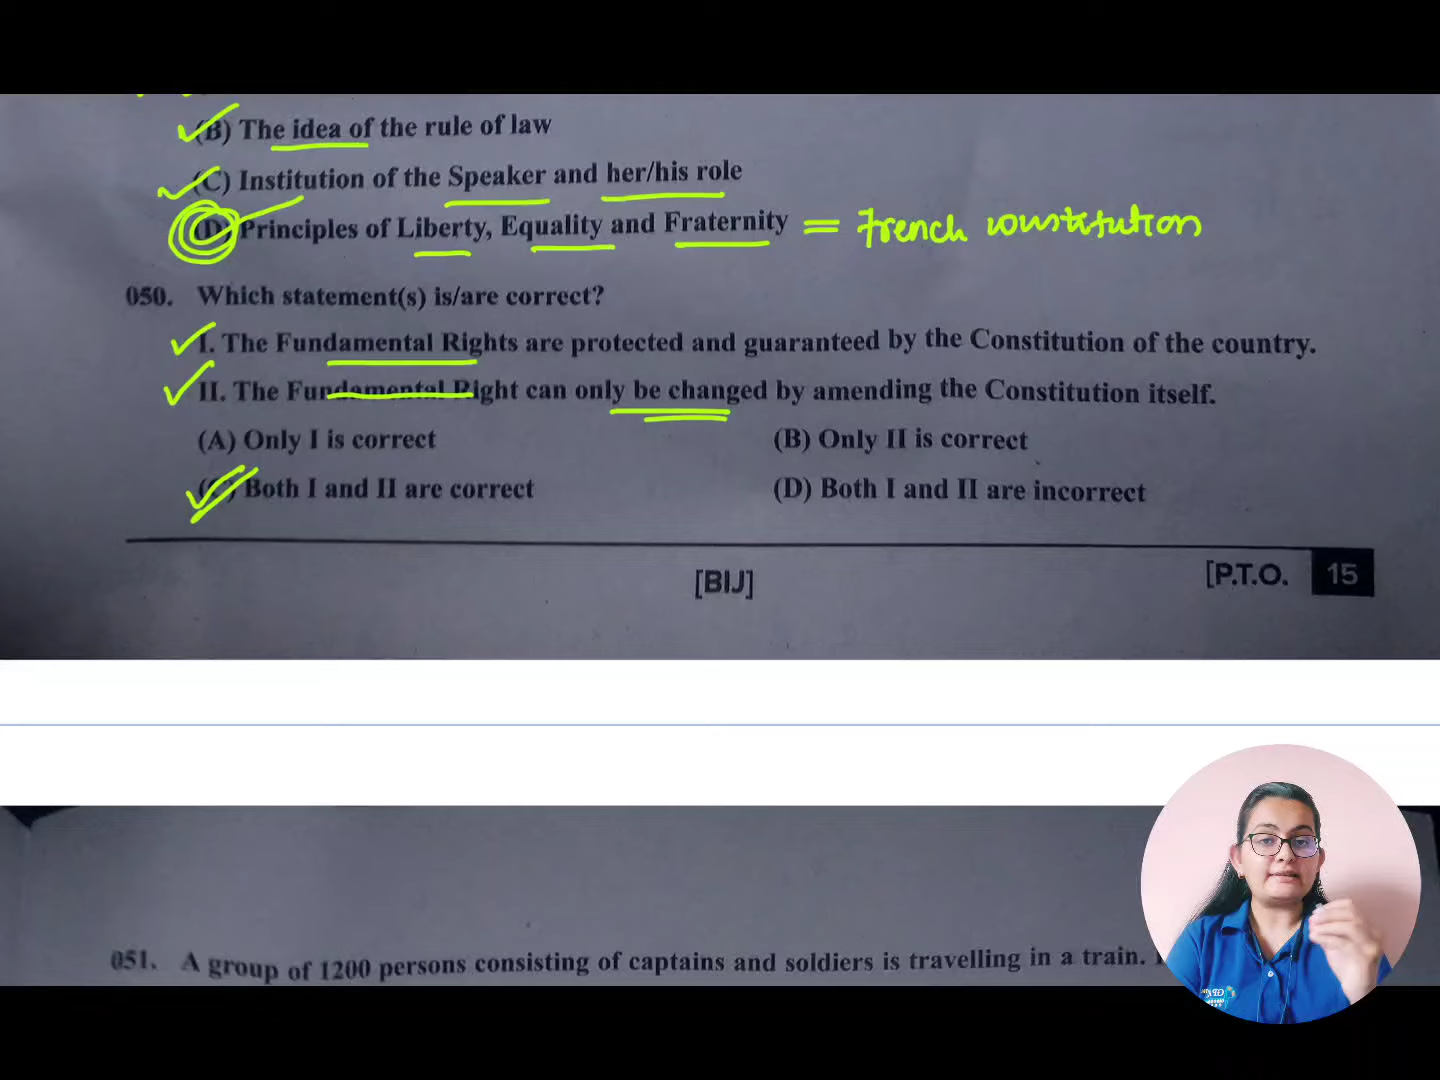 (B) The idea of the rule of law
(C) Institution of the Speaker and her/his role
(D) Principles of Liberty, Equality and Fraternity = French constitution
050. Which statement(s) is/are correct?
I. The Fundamental Rights are protected and guaranteed by the Constitution of the country.
II. The Fundamental Right can only be changed by amending the Constitution itself.
(A) Only I is correct (B) Only II is correct
(C) Both I and II are correct (D) Both I and II are incorrect
[BIJ] [P.T.O. 15
051. A group of 1200 persons consisting of captains and soldiers is travelling in a train.